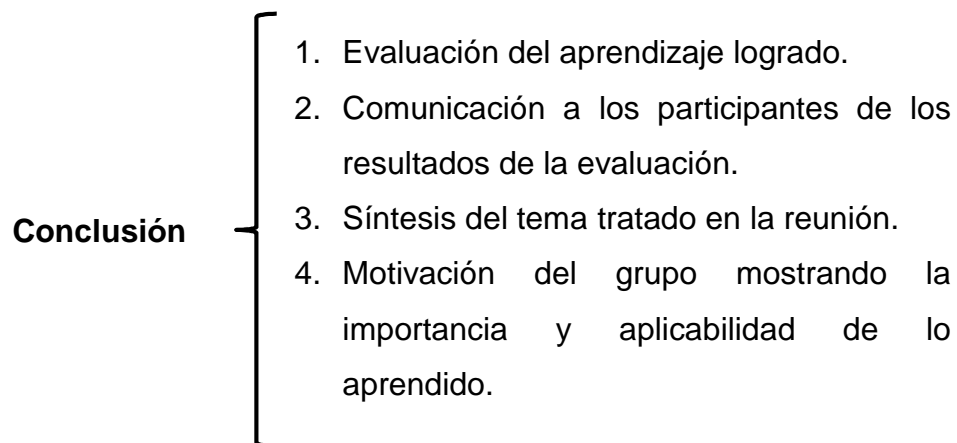 Conclusión
1. Evaluación del aprendizaje logrado.
2. Comunicación a los participantes de los
resultados de la evaluación.
3. Síntesis del tema tratado en la reunión.
4. Motivación del grupo mostrando la
importancia y aplicabilidad de lo
aprendido.